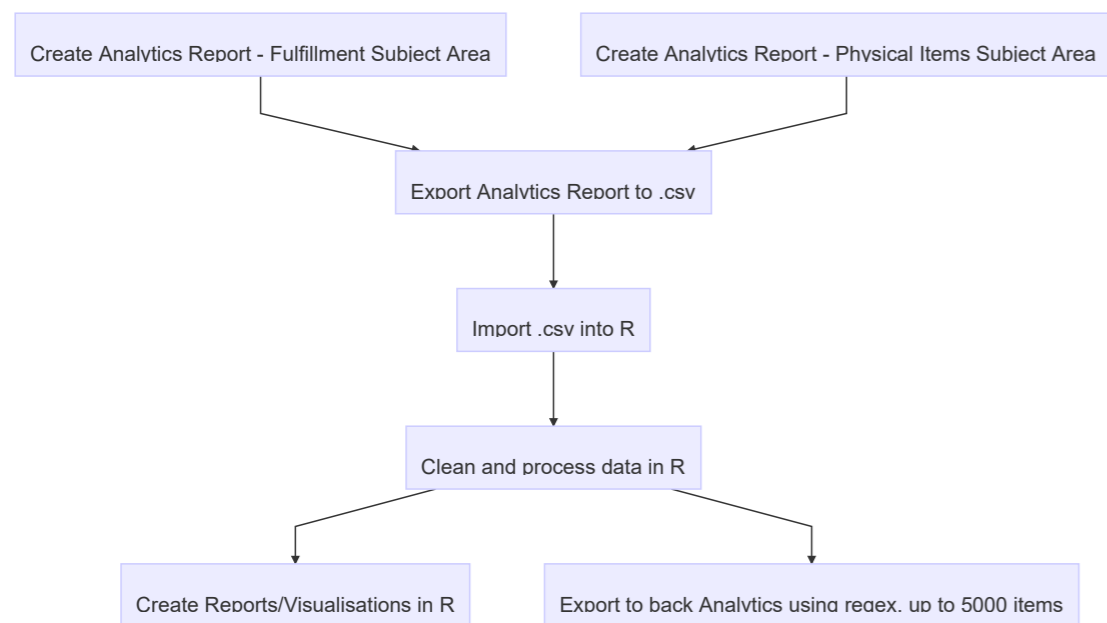 Create Analytics Report - Fulfillment Subject Area
Create Analytics Report - Physical Items Subject Area
Export Analytics Report to .csv
Import .csv into R
Clean and process data in R
Create Reports/Visualisations in R
Export to back Analytics using regex, up to 5000 items